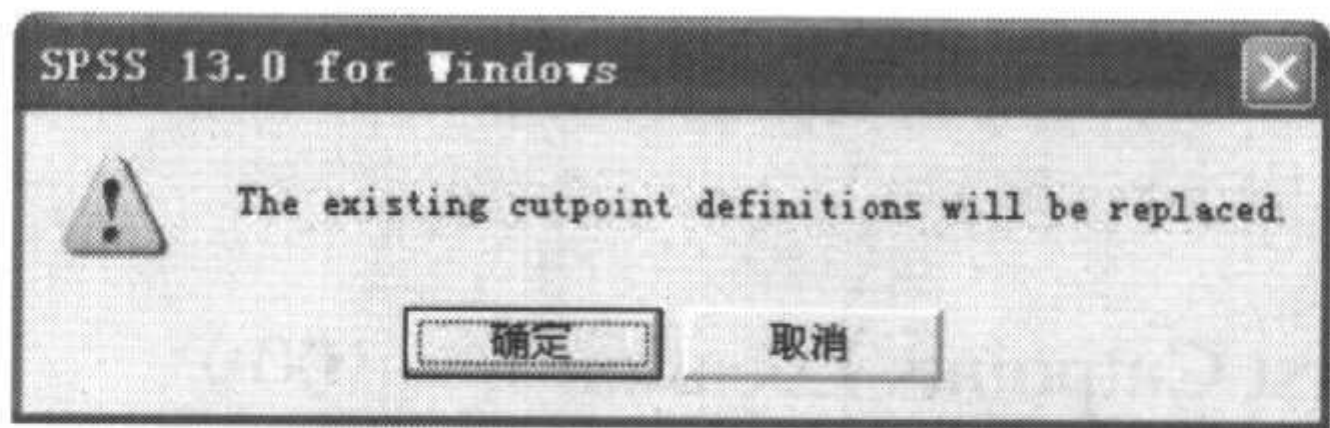 SPSS 13.0 for Windows
The existing cutpoint definitions will be replaced.
确定
取消